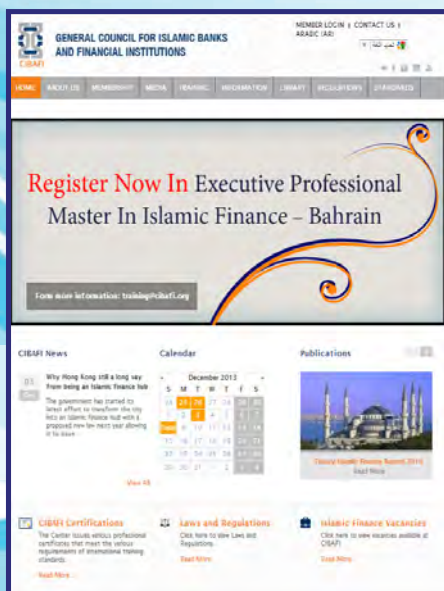 GENERAL COUNCIL FOR ISLAMIC BANKS
AND FINANCIAL INSTITUTIONS
CIBAFI
MEMBER LOGIN | CONTACT US |
ARABIC (AR)
HOME ABOUT US MEMBERSHIP MEDIA TRAINING INFORMATION LIBRARY REGULATIONS STANDARDS
Register Now In Executive Professional
Master In Islamic Finance – Bahrain
Form more information: training@cibafi.org
CIBAFI News
Why Hong Kong still a long way
from being an Islamic finance hub
The government has started its
latest effort to transform the city
into an Islamic finance hub with a
proposed new law next year allowing
it to issue
View All
Calendar
December 2013
S M T W T F S
Publications
Read More
CIBAFI Certifications
The Center issues various professional
certificates that meet the various
requirements of international training
standards.
Read More
Laws and Regulations
Click here to view Laws and
Regulations.
Read More
Islamic Finance Vacancies
Click here to view vacancies available at
CIBAFI
Read More